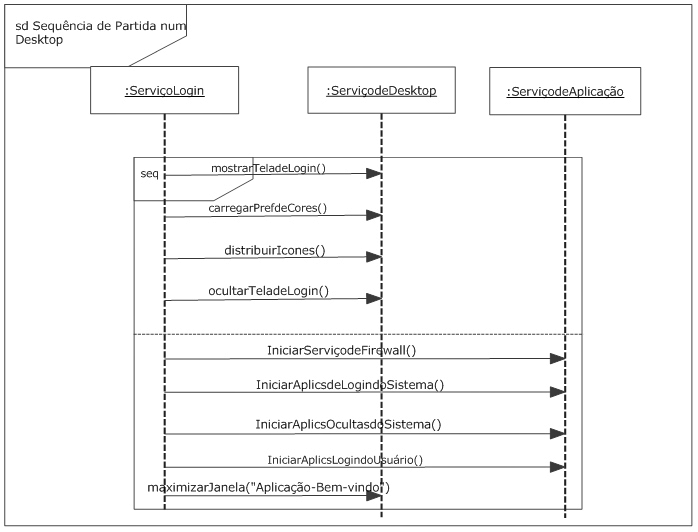 sd Sequência de Partida num
Desktop
:ServiçoLogin
:ServiçodeDesktop
:ServiçodeAplicação
seq
mostrarTeladeLogin()
carregarPrefdeCores()
distribuirIcones()
ocultarTeladeLogin()
IniciarServiçodeFirewall()
IniciarAplicsdeLogindoSistema()
IniciarAplicsOcultasdoSistema()
IniciarAplicsLogindoUsuário()
maximizarJanela("Aplicação-Bem-vindo")